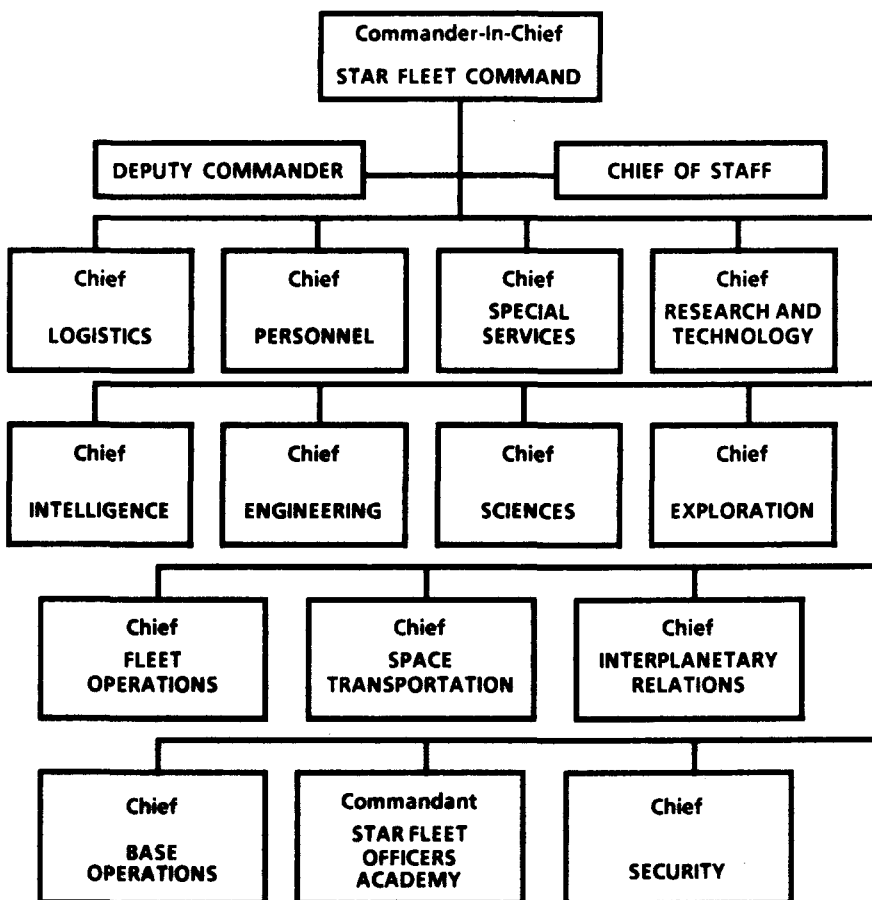 Commander-In-Chief
STAR FLEET COMMAND
DEPUTY COMMANDER
CHIEF OF STAFF
Chief
LOGISTICS
Chief
PERSONNEL
Chief
SPECIAL
SERVICES
Chief
RESEARCH AND
TECHNOLOGY
Chief
INTELLIGENCE
Chief
ENGINEERING
Chief
SCIENCES
Chief
EXPLORATION
Chief
FLEET
OPERATIONS
Chief
SPACE
TRANSPORTATION
Chief
INTERPLANETARY
RELATIONS
Chief
BASE
OPERATIONS
Commandant
STAR FLEET
OFFICERS
ACADEMY
Chief
SECURITY